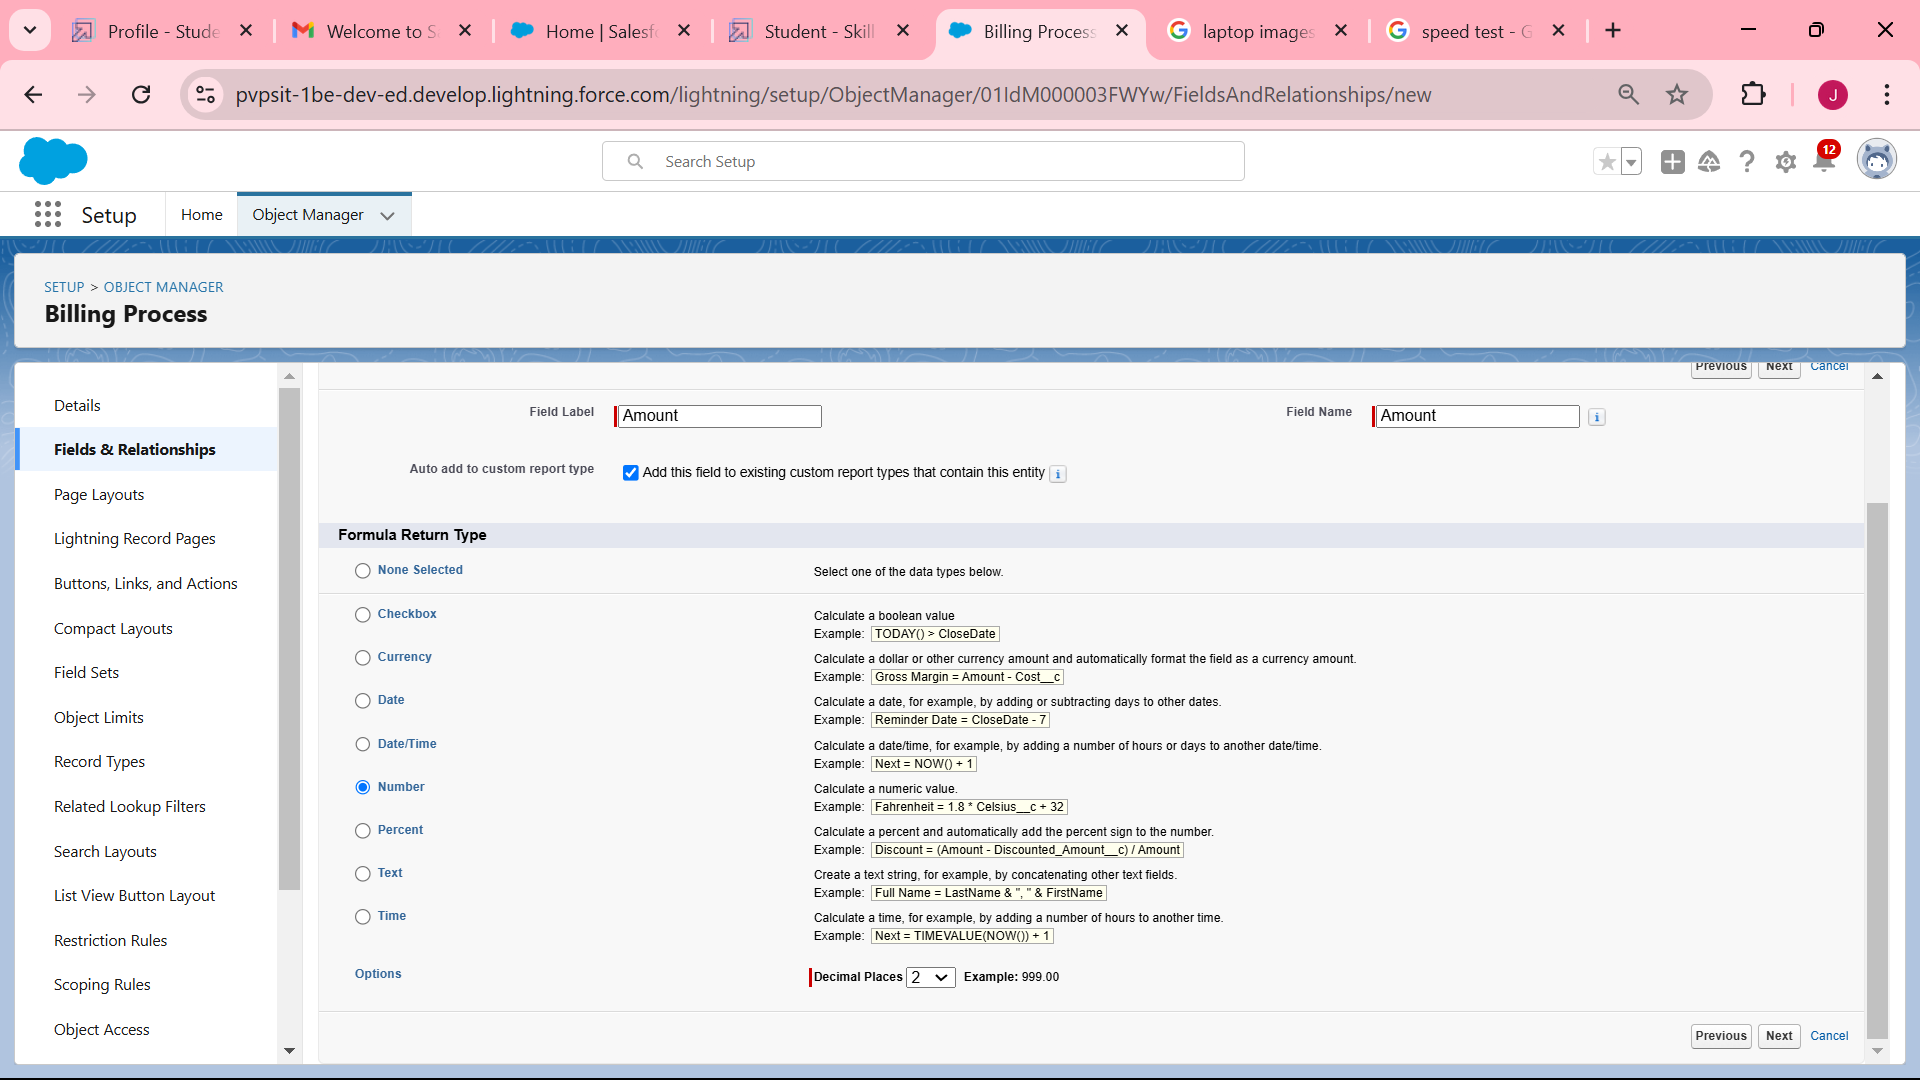 Profile - Stude
Welcome to S
Home | Salesfo
Student - Skill
Billing Process
laptop images
speed test - G
pvpsit-1be-dev-ed.develop.lightning.force.com/lightning/setup/ObjectManager/01IdM000003FWYw/FieldsAndRelationships/new
J
Search Setup
12
Setup
Home
Object Manager
SETUP > OBJECT MANAGER
Billing Process
Details
Fields & Relationships
Page Layouts
Lightning Record Pages
Buttons, Links, and Actions
Compact Layouts
Field Sets
Object Limits
Record Types
Related Lookup Filters
Search Layouts
List View Button Layout
Restriction Rules
Scoping Rules
Object Access
Previous Next Cancel
Field Label Amount
Field Name Amount
Auto add to custom report type
Add this field to existing custom report types that contain this entity
Formula Return Type
None Selected
Select one of the data types below.
Checkbox
Calculate a boolean value
Example: TODAY() > CloseDate
Currency
Calculate a dollar or other currency amount and automatically format the field as a currency amount.
Example: Gross Margin = Amount - Cost__c
Date
Calculate a date, for example, by adding or subtracting days to other dates.
Example: Reminder Date = CloseDate - 7
Date/Time
Calculate a date/time, for example, by adding a number of hours or days to another date/time.
Example: Next = NOW() + 1
Number
Calculate a numeric value.
Example: Fahrenheit = 1.8 * Celsius__c + 32
Percent
Calculate a percent and automatically add the percent sign to the number.
Example: Discount = (Amount - Discounted_Amount__c) / Amount
Text
Create a text string, for example, by concatenating other text fields.
Example: Full Name = LastName & ", " & FirstName
Time
Calculate a time, for example, by adding a number of hours to another time.
Example: Next = TIMEVALUE(NOW()) + 1
Options
Decimal Places 2 Example: 999.00
Previous Next Cancel